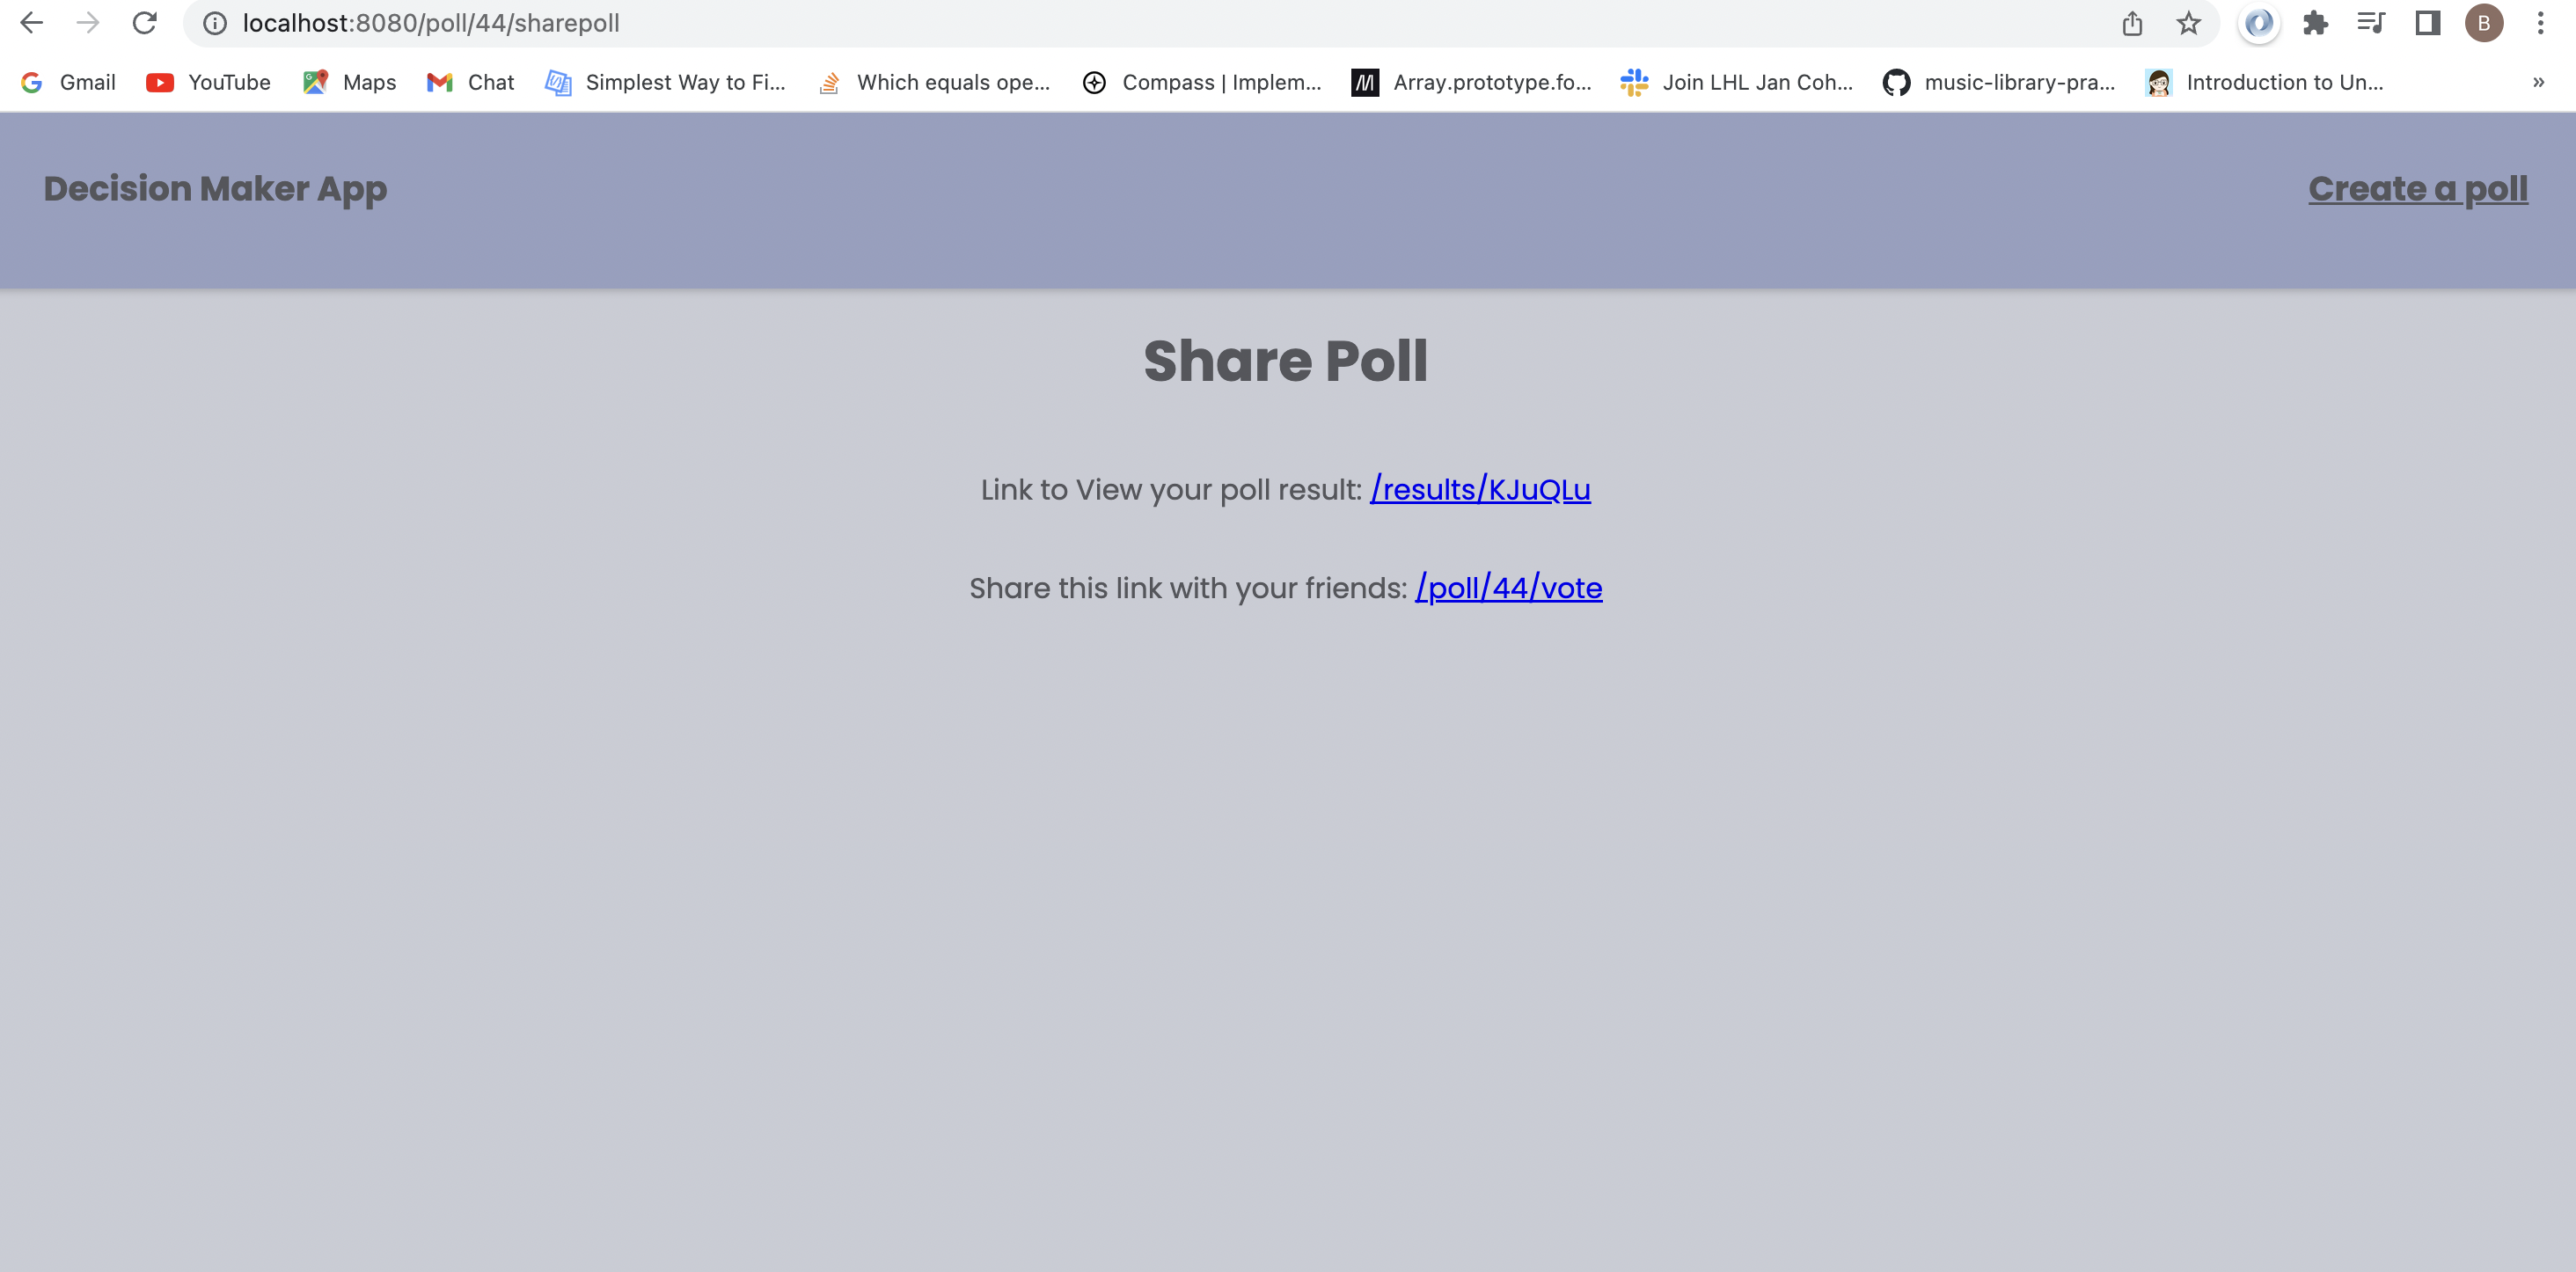 localhost:8080/poll/44/sharepoll
B
Gmail YouTube Maps Chat Simplest Way to Fi... Which equals ope... Compass | Implem... Array.prototype.fo... Join LHL Jan Coh... music-library-pra... Introduction to Un... »
Decision Maker App Create a poll
Share Poll
Link to View your poll result: /results/KJuQLu
Share this link with your friends: /poll/44/vote